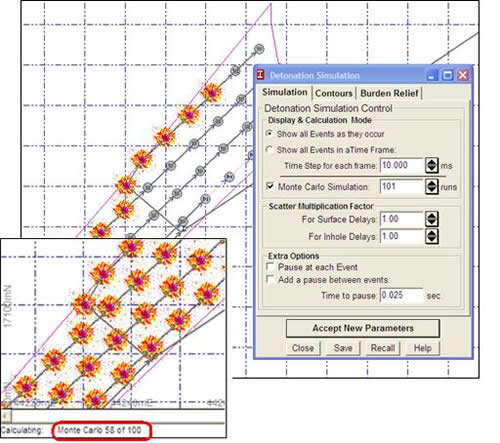 Detonation Simulation
Simulation Contours Burden Relief
Detonation Simulation Control
Display & Calculation Mode
Show all Events as they occur
Show all Events in aTime Frame:
Time Step for each frame: 10.000 ms
Monte Carlo Simulation: 101 runs
Scatter Multiplication Factor
For Surface Delays: 1.00
For Inhole Delays: 1.00
Extra Options
Pause at each Event
Add a pause between events:
Time to pause: 0.025 sec.
Accept New Parameters
Close Save Recall Help
17100mN
Calculating: Monte Carlo 58 of 100